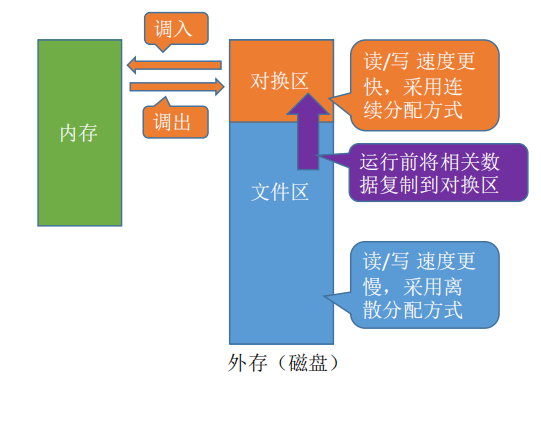 调入
内存
调出
对换区
文件区
读/写 速度更
快，采用连
续分配方式
运行前将相关数
据复制到对换区
读/写 速度更
慢，采用离
散分配方式
外存（磁盘）